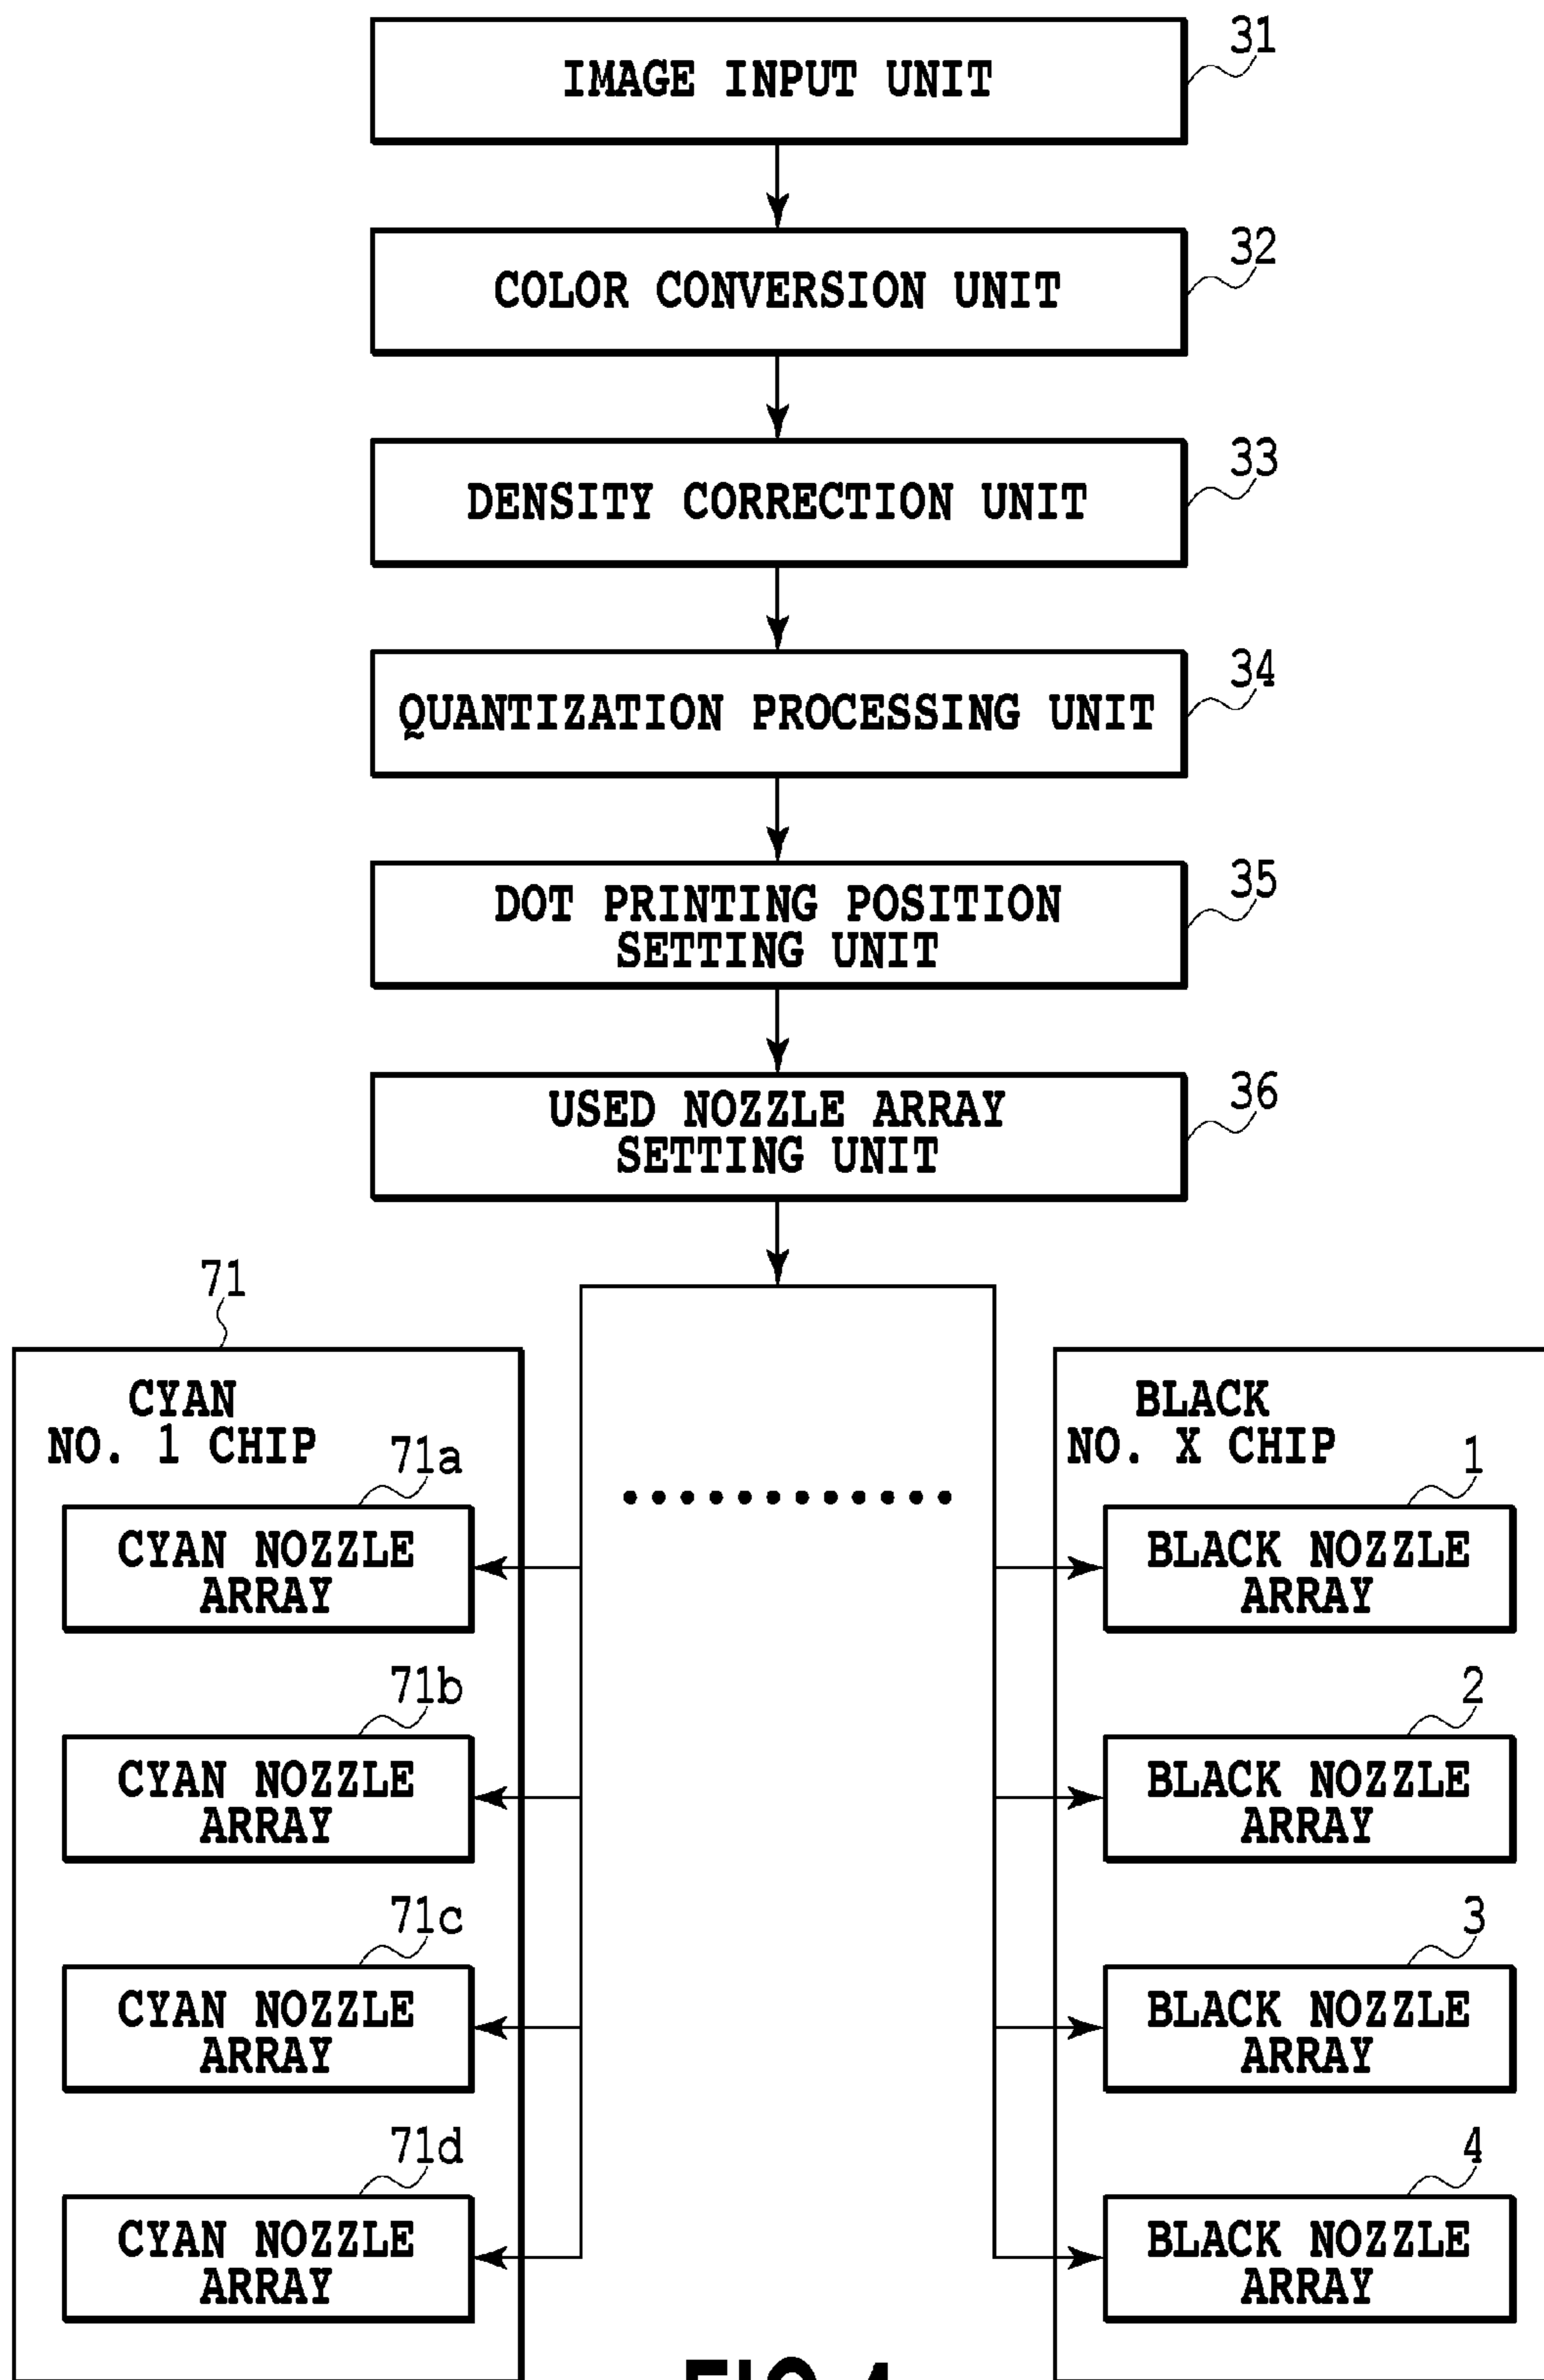 31
IMAGE INPUT UNIT
32
COLOR CONVERSION UNIT
33
DENSITY CORRECTION UNIT
34
QUANTIZATION PROCESSING UNIT
35
DOT PRINTING POSITION
SETTING UNIT
36
USED NOZZLE ARRAY
SETTING UNIT
71
CYAN
NO. 1 CHIP
71a
CYAN NOZZLE
ARRAY
71b
CYAN NOZZLE
ARRAY
71c
CYAN NOZZLE
ARRAY
71d
CYAN NOZZLE
ARRAY
BLACK
NO. X CHIP
1
BLACK NOZZLE
ARRAY
2
BLACK NOZZLE
ARRAY
3
BLACK NOZZLE
ARRAY
4
BLACK NOZZLE
ARRAY